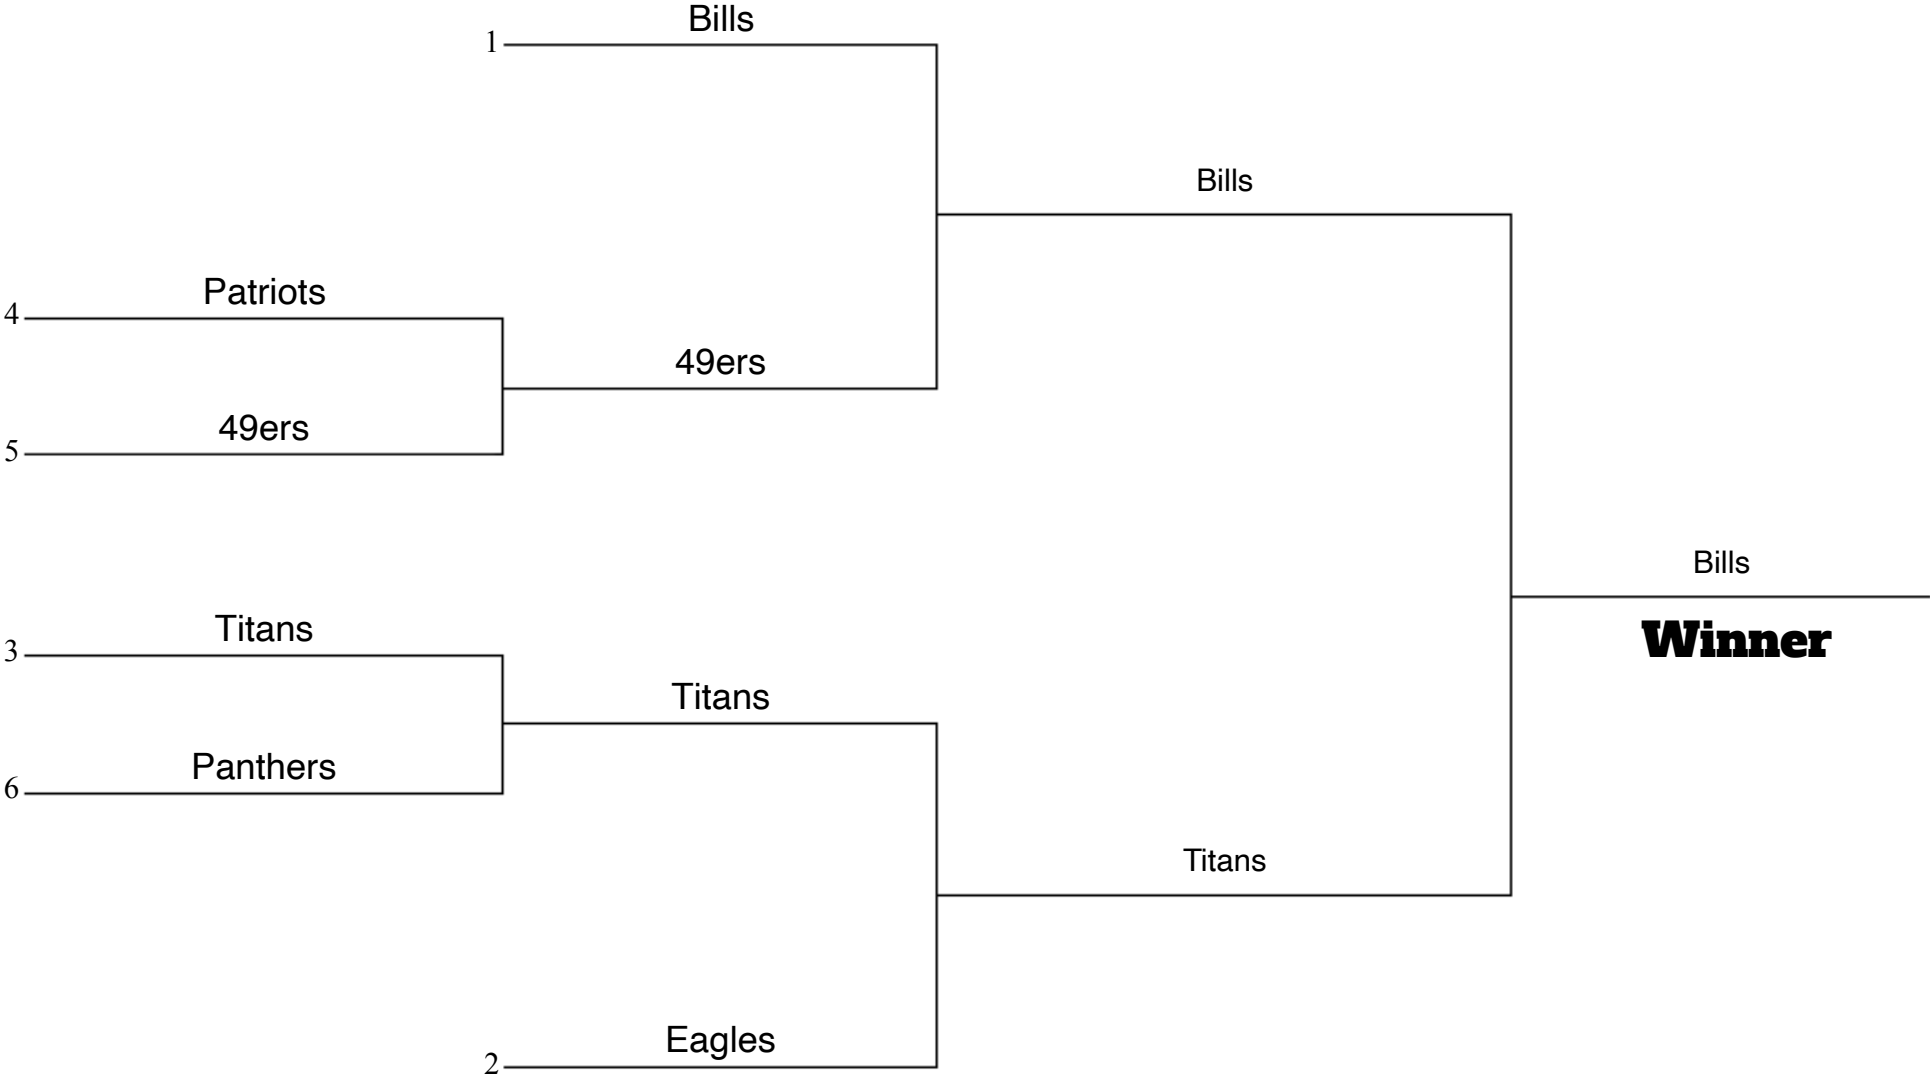 Bills
1
Bills
Patriots
4
49ers
49ers
5
Bills
Winner
Titans
3
Titans
Panthers
6
Titans
Eagles
2